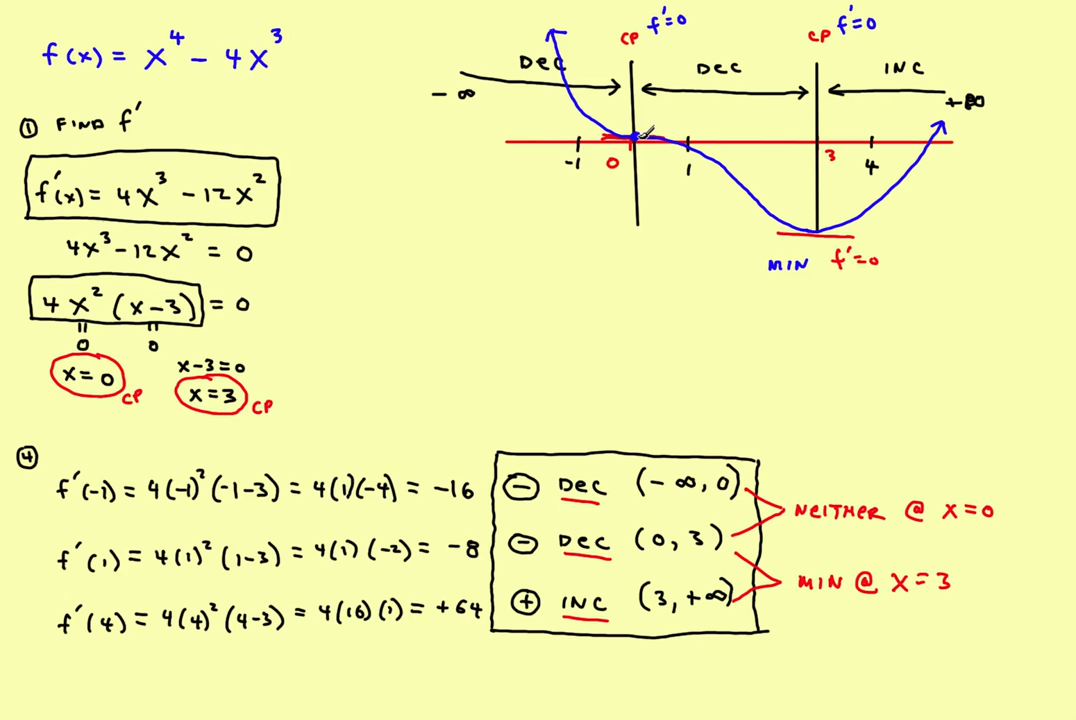 f(x) = x⁴ - 4x³
① FIND f'
f'(x) = 4x³ - 12x²
4x³ - 12x² = 0
4x² (x-3) = 0
0 0
x = 0 CP
x-3=0
x=3 CP
CP f'=0 CP f'=0
DEC DEC INC
-∞ +∞
-1 0 1 3 4
MIN f'=0
④
f'(-1) = 4(-1)²(-1-3) = 4(1)(-4) = -16 ⊖ DEC (-∞, 0)
NEITHER @ x=0
f'(1) = 4(1)²(1-3) = 4(1)(-2) = -8 ⊖ DEC (0, 3)
MIN @ x=3
f'(4) = 4(4)²(4-3) = 4(16)(1) = +64 ⊕ INC (3, +∞)